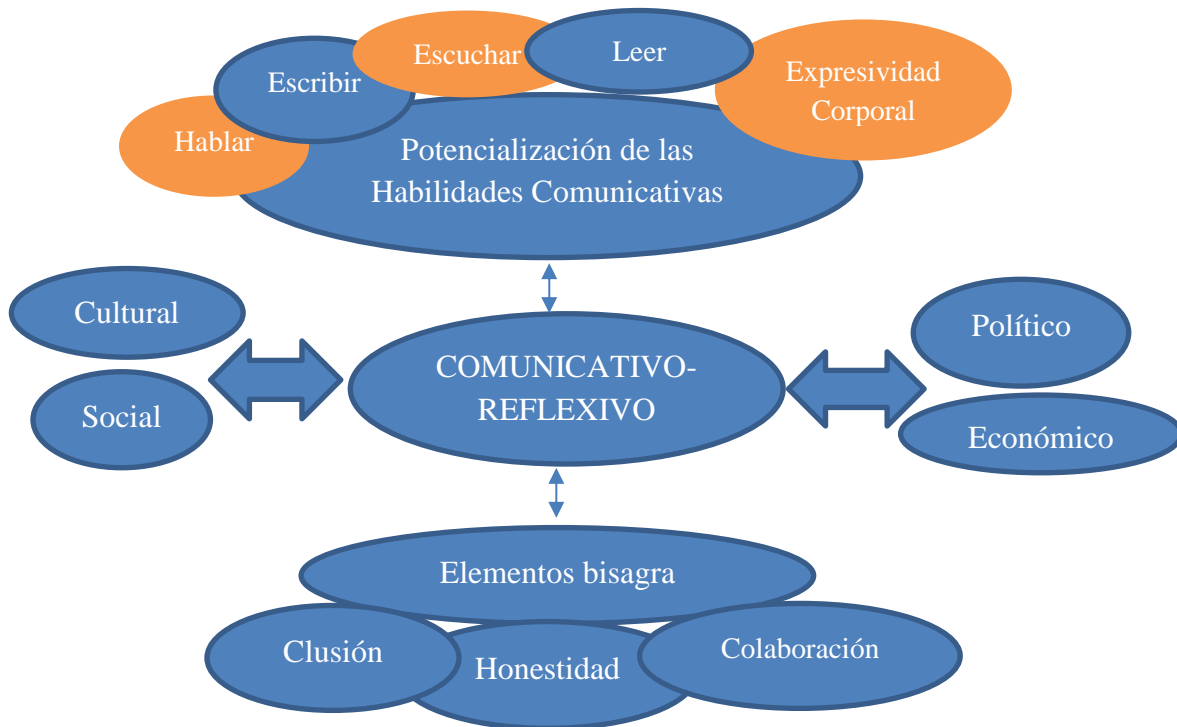 Hablar
Escribir
Escuchar
Leer
Expresividad
Corporal
Potencialización de las
Habilidades Comunicativas
Cultural
Social
COMUNICATIVO-
REFLEXIVO
Político
Económico
Elementos bisagra
Clusión
Honestidad
Colaboración